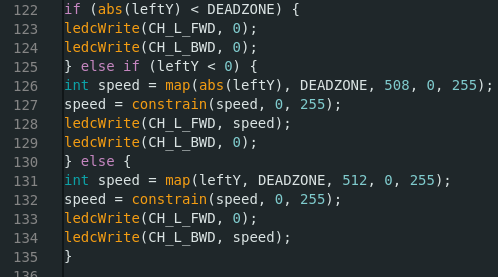 122 if (abs(leftY) < DEADZONE) {
123 ledcWrite(CH_L_FWD, 0);
124 ledcWrite(CH_L_BWD, 0);
125 } else if (leftY < 0) {
126 int speed = map(abs(leftY), DEADZONE, 508, 0, 255);
127 speed = constrain(speed, 0, 255);
128 ledcWrite(CH_L_FWD, speed);
129 ledcWrite(CH_L_BWD, 0);
130 } else {
131 int speed = map(leftY, DEADZONE, 512, 0, 255);
132 speed = constrain(speed, 0, 255);
133 ledcWrite(CH_L_FWD, 0);
134 ledcWrite(CH_L_BWD, speed);
135 }
136